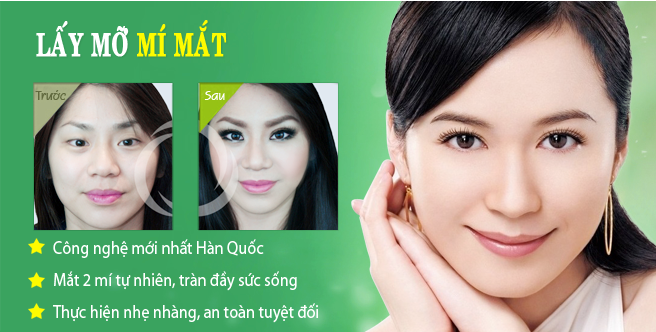 LẤY MỠ MÍ MẮT
Trước
Sau
Công nghệ mới nhất Hàn Quốc
Mắt 2 mí tự nhiên, tràn đầy sức sống
Thực hiện nhẹ nhàng, an toàn tuyệt đối